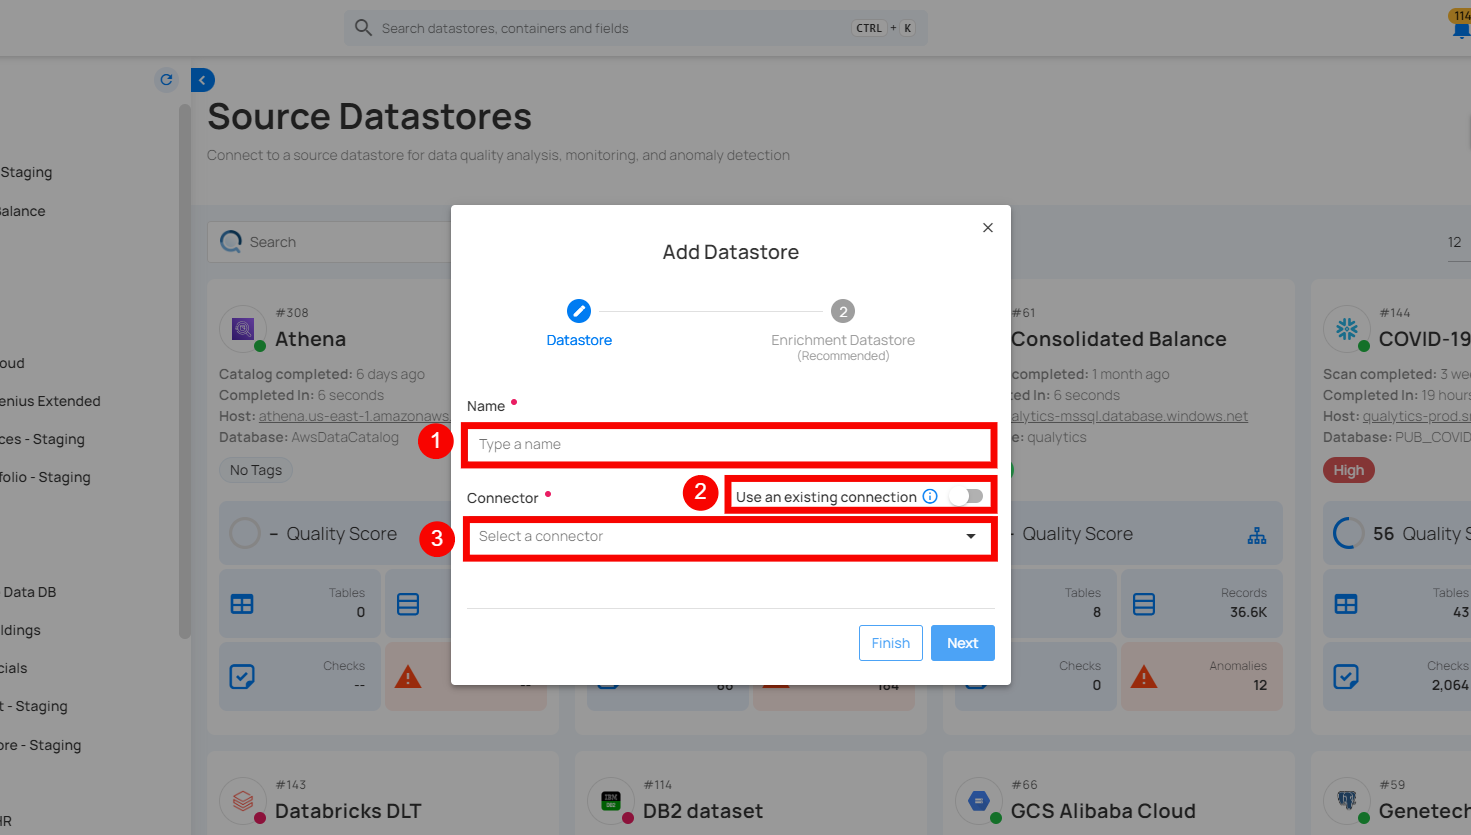 Search datastores, containers and fields
CTRL + K
114
Source Datastores
Connect to a source datastore for data quality analysis, monitoring, and anomaly detection
Staging
alance
oud
enius Extended
ces - Staging
folio - Staging
Data DB
ldings
cials
t - Staging
ore - Staging
HR
Search
12
#308
Athena
Catalog completed: 6 days ago
Completed In: 6 seconds
Host: athena.us-east-1.amazonaws
Database: AwsDataCatalog
No Tags
– Quality Score
Tables
0
Checks
--
--
Add Datastore
2
Datastore
Enrichment Datastore
(Recommended)
Name
1
Type a name
Connector
2
Use an existing connection
3
Select a connector
Finish
Next
#61
Consolidated Balance
completed: 1 month ago
ed In: 6 seconds
alytics-mssql.database.windows.net
e: qualytics
Quality Score
Tables
8
Records
36.6K
Checks
0
Anomalies
12
#144
COVID-19
Scan completed: 3 we
Completed In: 19 hours
Host: qualytics-prod.s
Database: PUB_COVID
High
56 Quality S
Tables
43
Checks
2,064
#143
Databricks DLT
#114
DB2 dataset
#66
GCS Alibaba Cloud
#59
Genetech